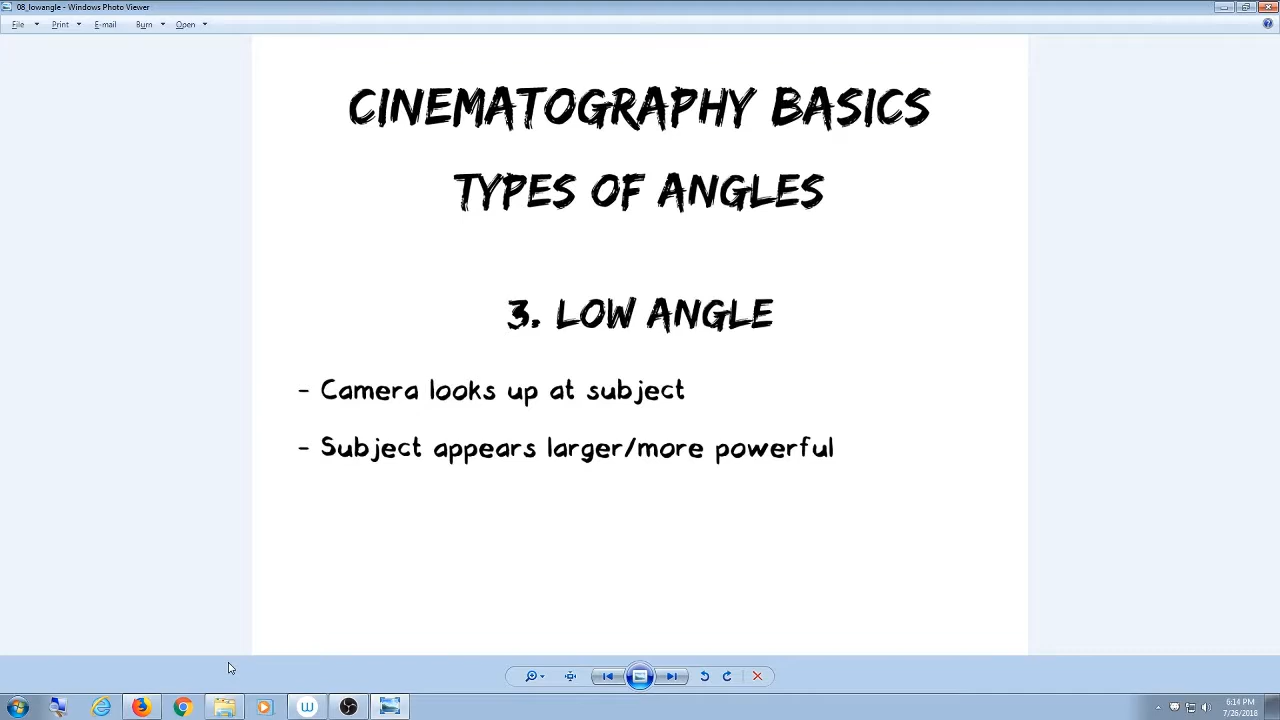 08_lowangle - Windows Photo Viewer
File Print E-mail Burn Open
CINEMATOGRAPHY BASICS
TYPES OF ANGLES
3. LOW ANGLE
- Camera looks up at subject
- Subject appears larger/more powerful
6:14 PM
7/26/2018